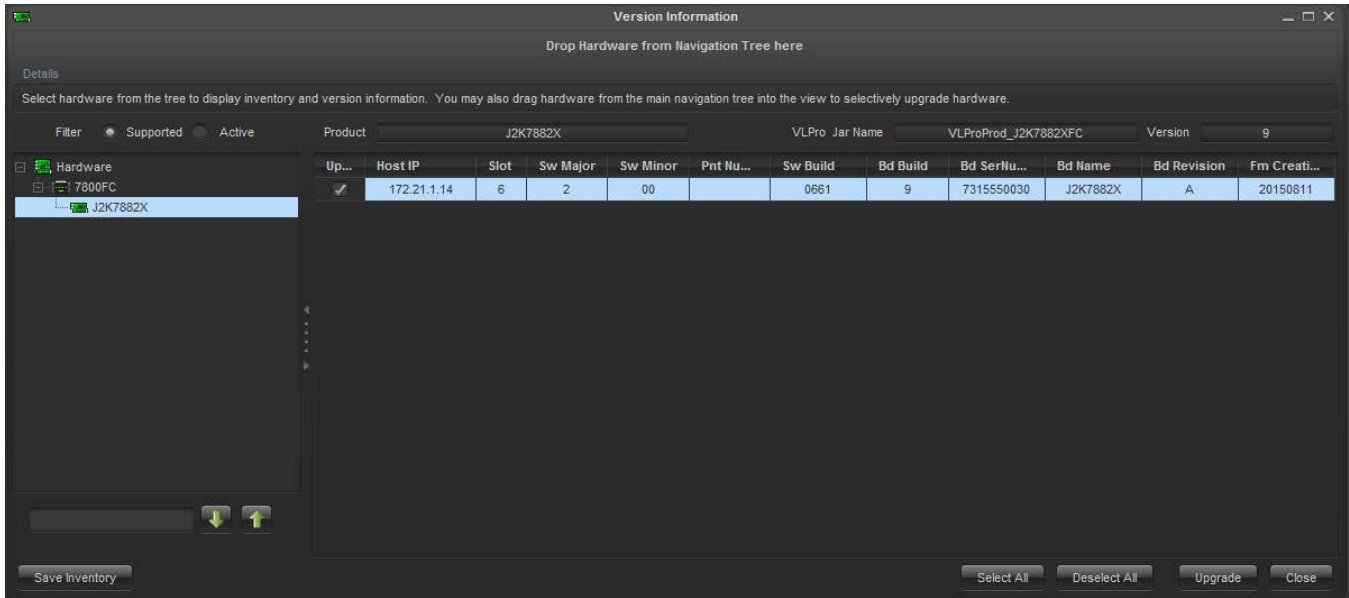 Version Information
Drop Hardware from Navigation Tree here
Details
Select hardware from the tree to display inventory and version information. You may also drag hardware from the main navigation tree into the view to selectively upgrade hardware.
Filter Supported Active Product J2K7882X VLPro Jar Name VLProProd_J2K7882XFC Version 9
Hardware
7800FC
J2K7882X
Up... Host IP Slot Sw Major Sw Minor Pnt Nu... Sw Build Bd Build Bd SerNu... Bd Name Bd Revision Fm Creati...
172.21.1.14 6 2 00 0661 9 7315550030 J2K7882X A 20150811
Save Inventory Select All Deselect All Upgrade Close